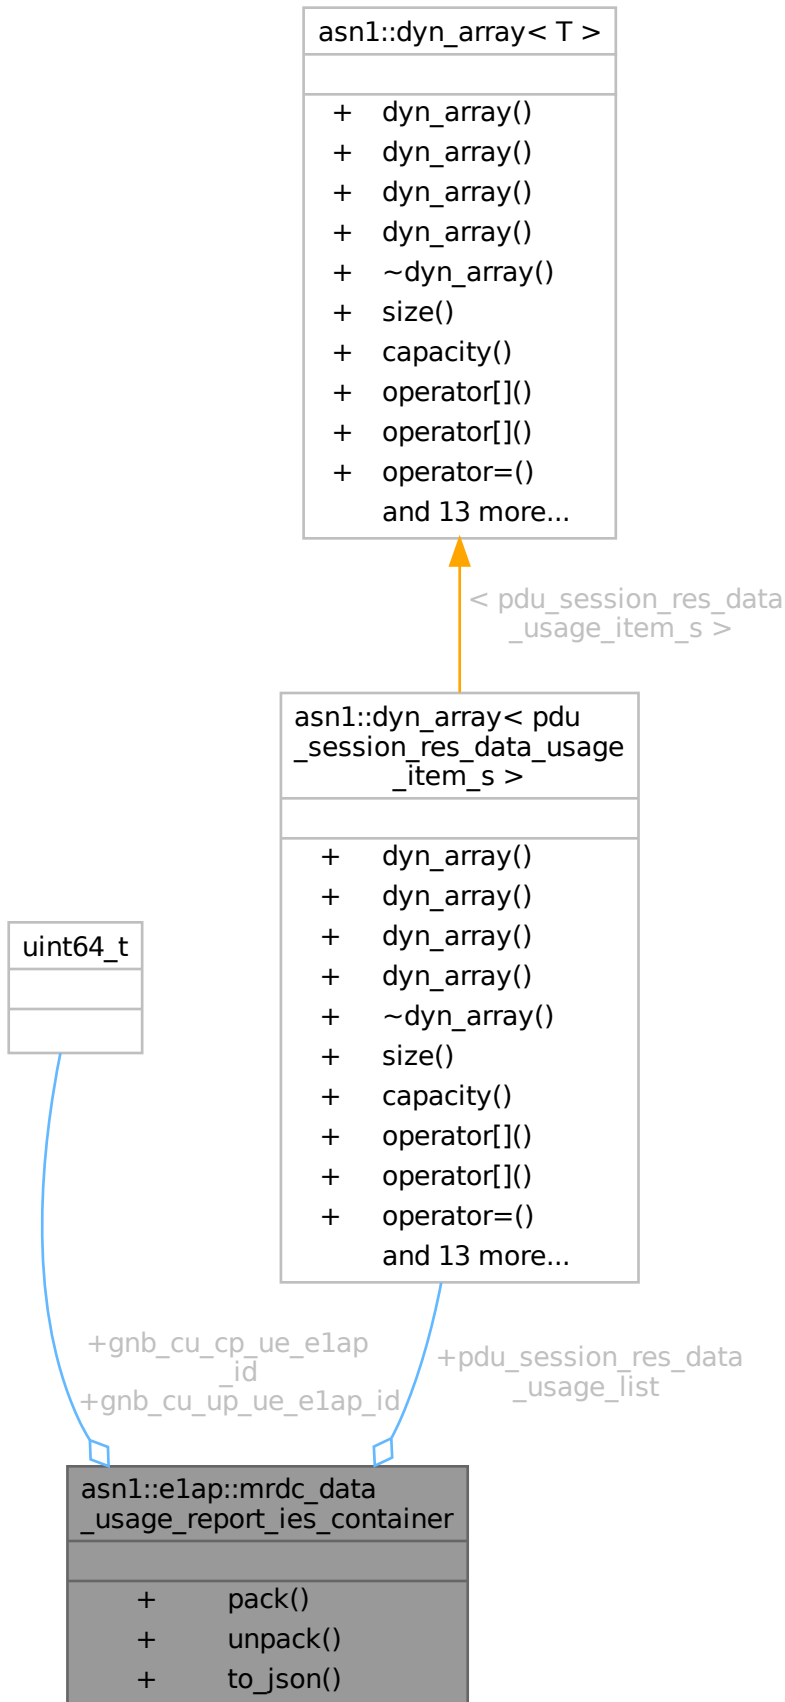 asn1::dyn_array< T >
+ dyn_array()
+ dyn_array()
+ dyn_array()
+ dyn_array()
+ ~dyn_array()
+ size()
+ capacity()
+ operator[]()
+ operator[]()
+ operator=()
and 13 more...
< pdu_session_res_data
_usage_item_s >
asn1::dyn_array< pdu
_session_res_data_usage
_item_s >
+ dyn_array()
+ dyn_array()
+ dyn_array()
+ dyn_array()
+ ~dyn_array()
+ size()
+ capacity()
+ operator[]()
+ operator[]()
+ operator=()
and 13 more...
uint64_t
+gnb_cu_cp_ue_e1ap
_id
+gnb_cu_up_ue_e1ap_id
+pdu_session_res_data
_usage_list
asn1::e1ap::mrdc_data
_usage_report_ies_container
+ pack()
+ unpack()
+ to_json()